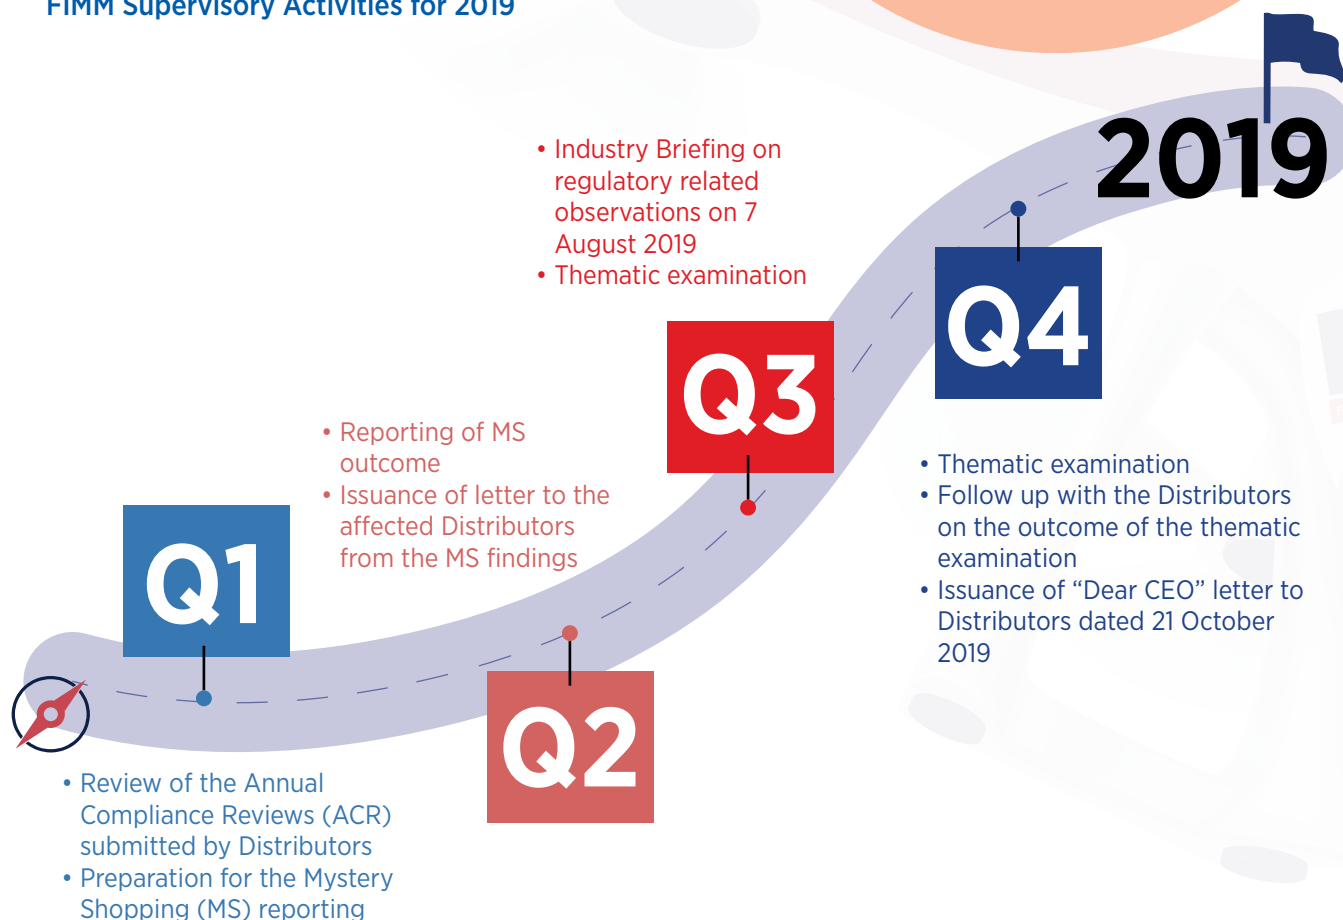 FIMM Supervisory Activities for 2019
2019
• Industry Briefing on
regulatory related
observations on 7
August 2019
• Thematic examination
Q4
Q3
• Reporting of MS
outcome
• Issuance of letter to the
affected Distributors
from the MS findings
• Thematic examination
• Follow up with the Distributors
on the outcome of the thematic
examination
• Issuance of “Dear CEO” letter to
Distributors dated 21 October
2019
Q1
Q2
• Review of the Annual
Compliance Reviews (ACR)
submitted by Distributors
• Preparation for the Mystery
Shopping (MS) reporting